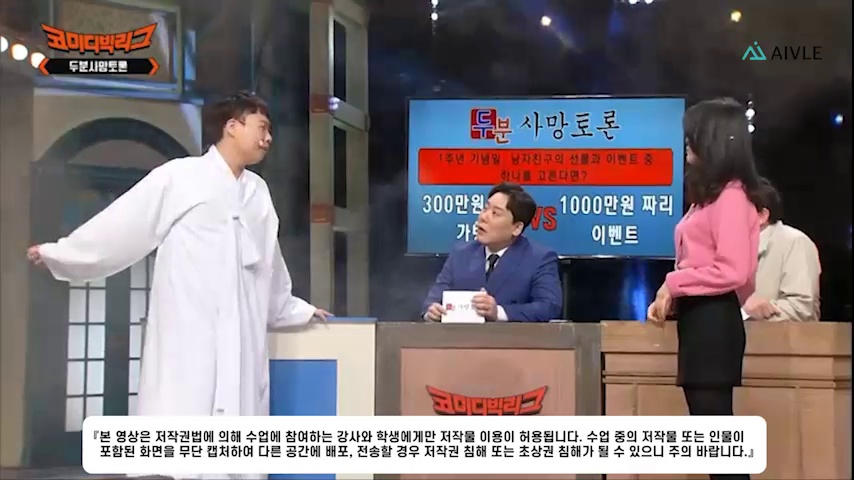 코미디빅리그
두분사망토론
AIVLE
두분 사망토론
1주년 기념일 남자친구의 선물과 이벤트 중
하나를 고른다면?
300만원
VS
1000만원 짜리
이벤트
사망
코미디빅리그
『본 영상은 저작권법에 의해 수업에 참여하는 강사와 학생에게만 저작물 이용이 허용됩니다. 수업 중의 저작물 또는 인물이
포함된 화면을 무단 캡처하여 다른 공간에 배포, 전송할 경우 저작권 침해 또는 초상권 침해가 될 수 있으니 주의 바랍니다.』